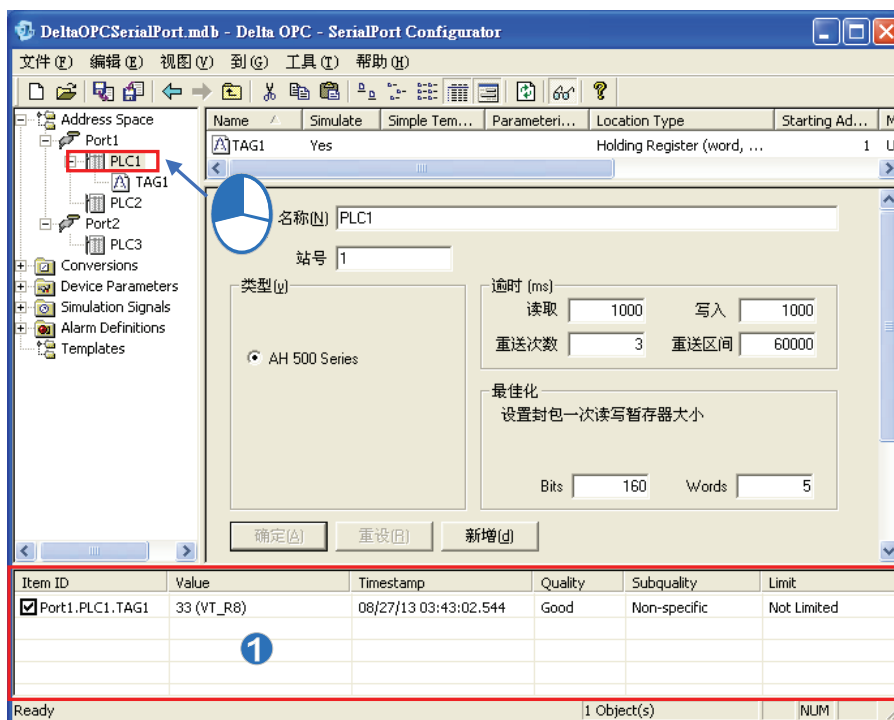 DeltaOPCSerialPort.mdb - Delta OPC - SerialPort Configurator
文件(F) 编辑(E) 视图(V) 到(G) 工具(T) 帮助(H)
Address Space
Port1
PLC1
TAG1
PLC2
Port2
PLC3
Conversions
Device Parameters
Simulation Signals
Alarm Definitions
Templates
Name Simulate Simple Tem... Parameteri... Location Type Starting Ad... M
TAG1 Yes Holding Register (word, ... 1 U
名称(N) PLC1
站号 1
类型(y)
AH 500 Series
逾时 (ms)
读取 1000 写入 1000
重送次数 3 重送区间 60000
最佳化
设置封包一次读写暂存器大小
Bits 160 Words 5
确定(A) 重设(R) 新增(d)
Item ID Value Timestamp Quality Subquality Limit
Port1.PLC1.TAG1 33 (VT_R8) 08/27/13 03:43:02.544 Good Non-specific Not Limited
1
Ready 1 Object(s) NUM